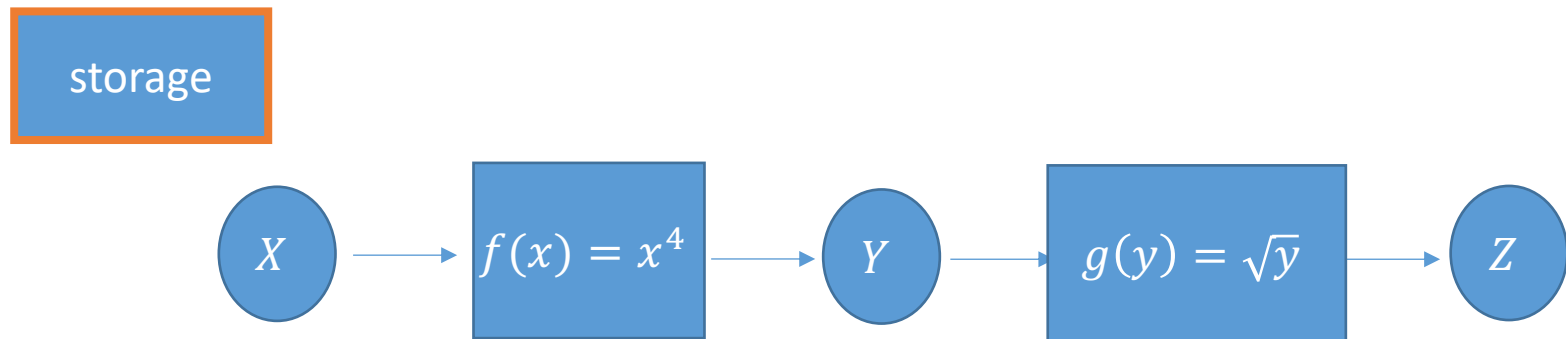 storage
X
f(x) = x⁴
Y
g(y) = √y
Z